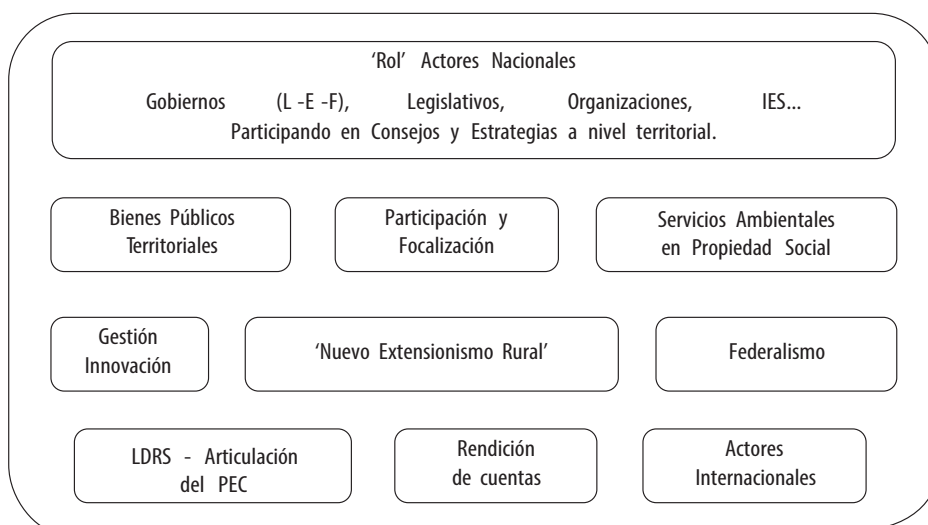 ‘Rol’ Actores Nacionales
Gobiernos (L -E -F), Legislativos, Organizaciones, IES...
Participando en Consejos y Estrategias a nivel territorial.
Bienes Públicos
Territoriales
Participación y
Focalización
Servicios Ambientales
en Propiedad Social
Gestión
Innovación
‘Nuevo Extensionismo Rural’
Federalismo
LDRS - Articulación
del PEC
Rendición
de cuentas
Actores
Internacionales